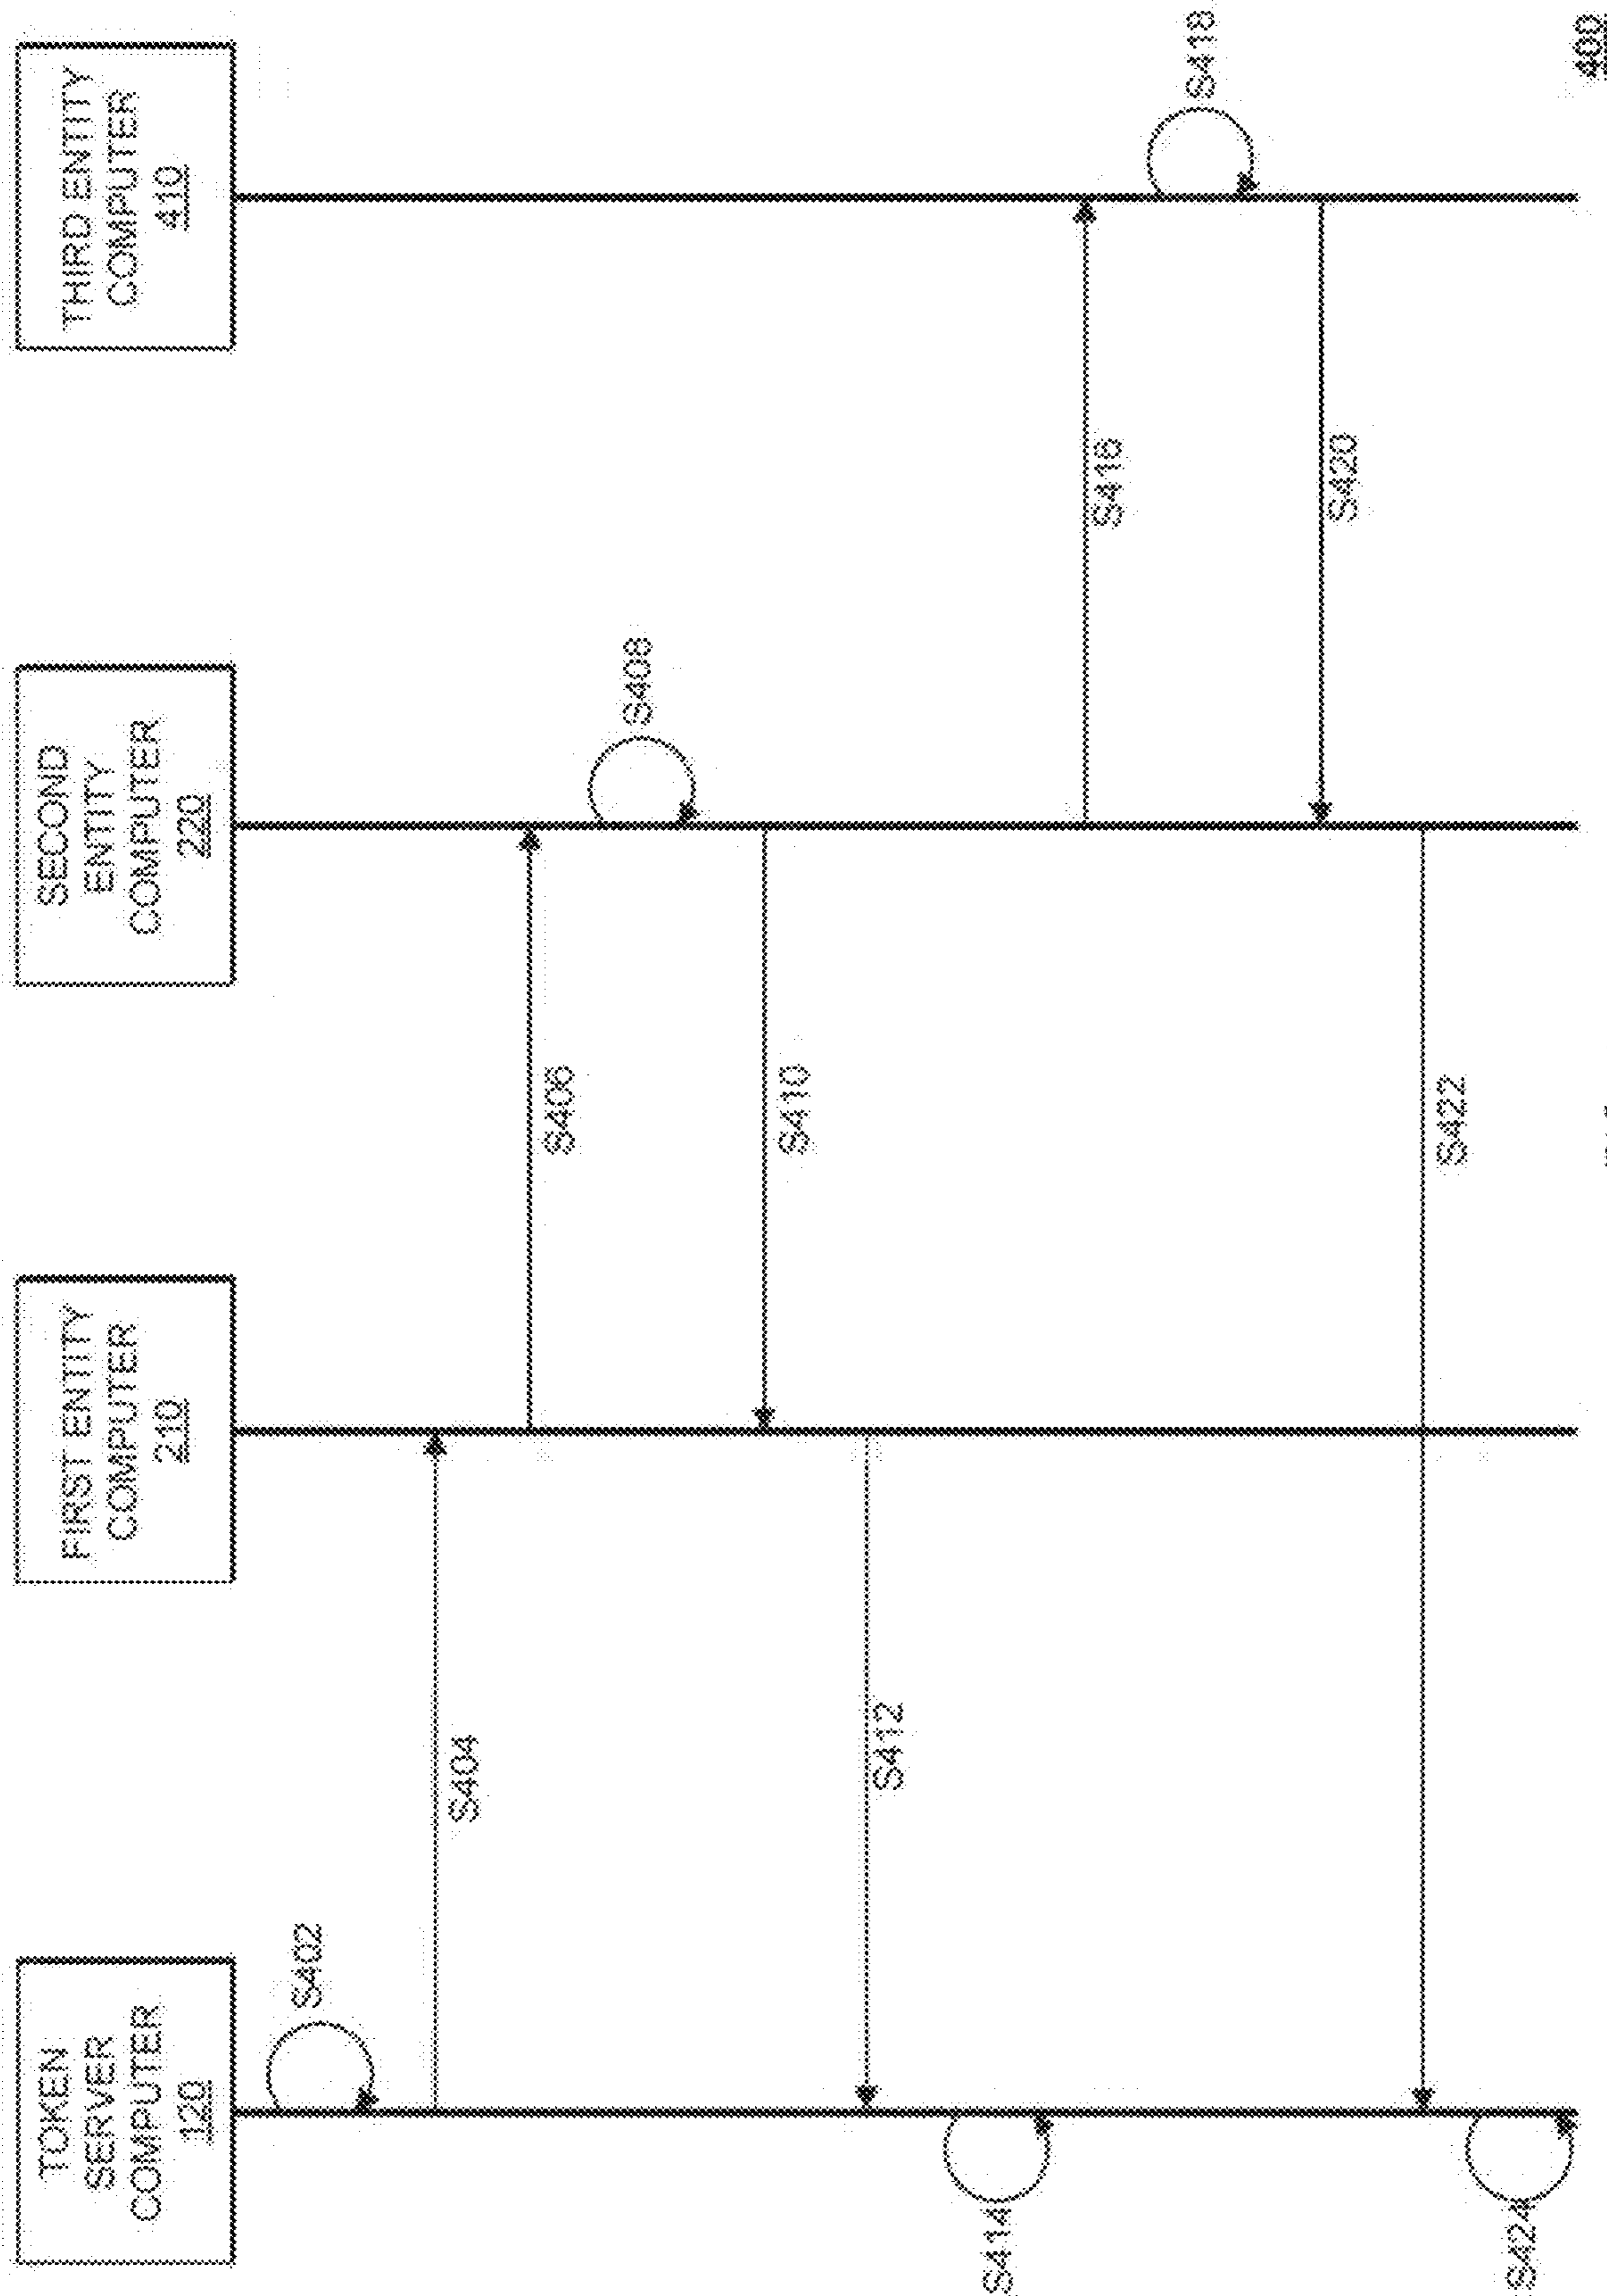 TOKEN
SERVER
COMPUTER
120
FIRST ENTITY
COMPUTER
210
SECOND
ENTITY
COMPUTER
220
THIRD ENTITY
COMPUTER
410
S402
S404
S406
S408
S410
S412
S414
S416
S418
S420
S422
S424
400